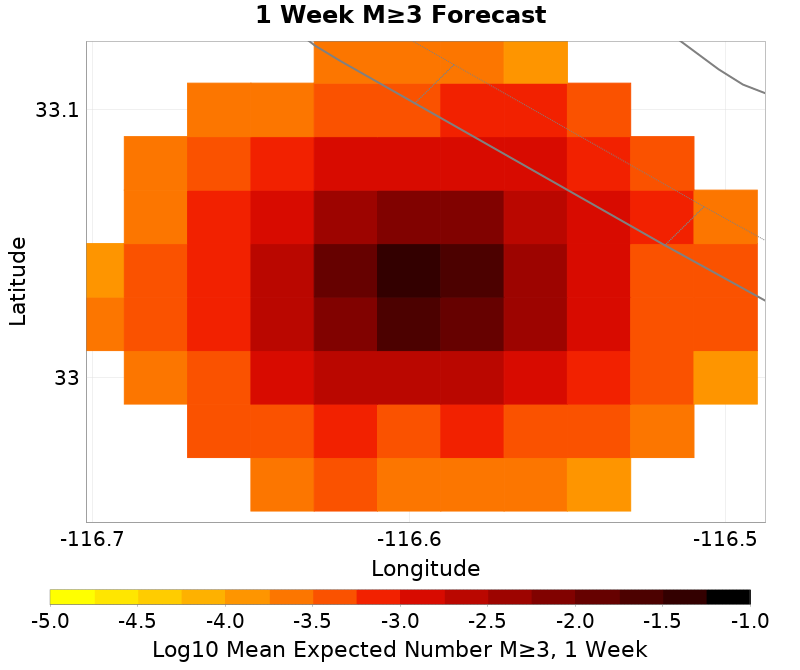 1 Week M≥3 Forecast
33.1
33
Latitude
-116.7 -116.6 -116.5
Longitude
-5.0 -4.5 -4.0 -3.5 -3.0 -2.5 -2.0 -1.5 -1.0
Log10 Mean Expected Number M≥3, 1 Week